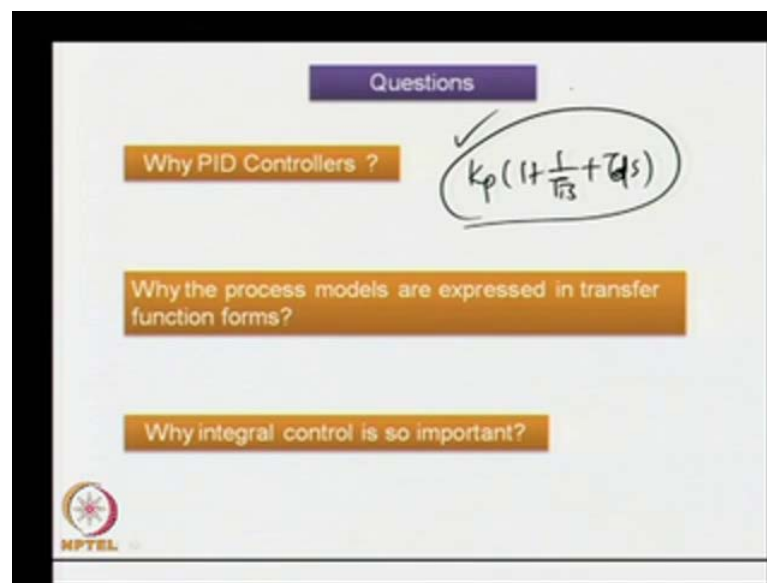 Questions
Why PID Controllers ?
Kp(1+ 1/Tis + Tds)
Why the process models are expressed in transfer
function forms?
Why integral control is so important?
NPTEL